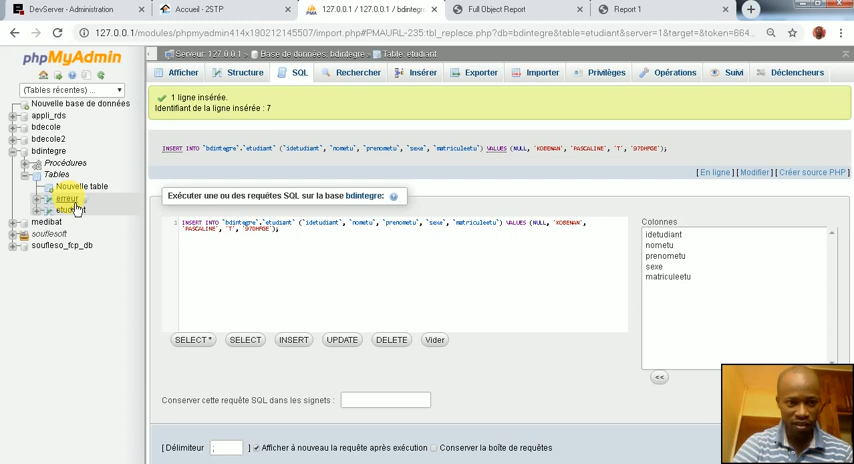 DevServer - Administration
Accueil - 2STP
127.0.0.1 / 127.0.0.1 / bdintegre
Full Object Report
Report 1
127.0.0.1/modules/phpmyadmin414x190212145507/import.php#PMAURL-235:tbl_replace.php?db=bdintegre&table=etudiant&server=1&target=&token=664...
phpMyAdmin
(Tables récentes) ...
Nouvelle base de données
appli_rds
bdecole
bdecole2
bdintegre
Procédures
Tables
Nouvelle table
erreur
medibat
souflesoft
soufleso_fcp_db
Serveur: 127.0.0.1 » Base de données: bdintegre » Table: etudiant
Afficher Structure SQL Rechercher Insérer Exporter Importer Privilèges Opérations Suivi Déclencheurs
1 ligne insérée.
Identifiant de la ligne insérée : 7
INSERT INTO `bdintegre`.`etudiant` (`idetudiant`, `nometu`, `prenometu`, `sexe`, `matriculeetu`) VALUES (NULL, 'KOBENAN', 'PASCALINE', 'T', '97DHPGE');
[ En ligne ] [ Modifier ] [ Créer source PHP ]
Exécuter une ou des requêtes SQL sur la base bdintegre:
1 INSERT INTO `bdintegre`.`etudiant` (`idetudiant`, `nometu`, `prenometu`, `sexe`, `matriculeetu`) VALUES (NULL, 'KOBENAN',
'PASCALINE', 'T', '97DHPGE');
Colonnes
idetudiant
nometu
prenometu
sexe
matriculeetu
SELECT * SELECT INSERT UPDATE DELETE Vider
<<
Conserver cette requête SQL dans les signets :
[ Délimiteur ; ] Afficher à nouveau la requête après exécution Conserver la boîte de requêtes